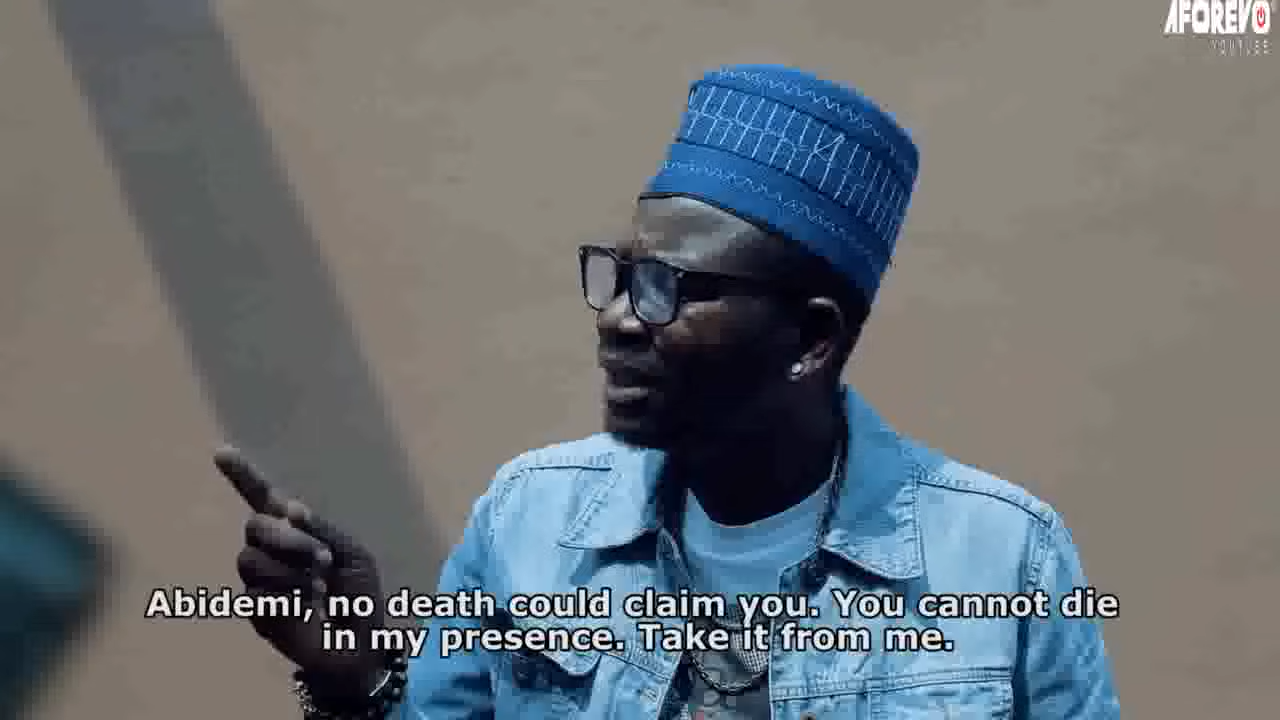 AFOREVO
YOUTUBE
Abidemi, no death could claim you. You cannot die
in my presence. Take it from me.